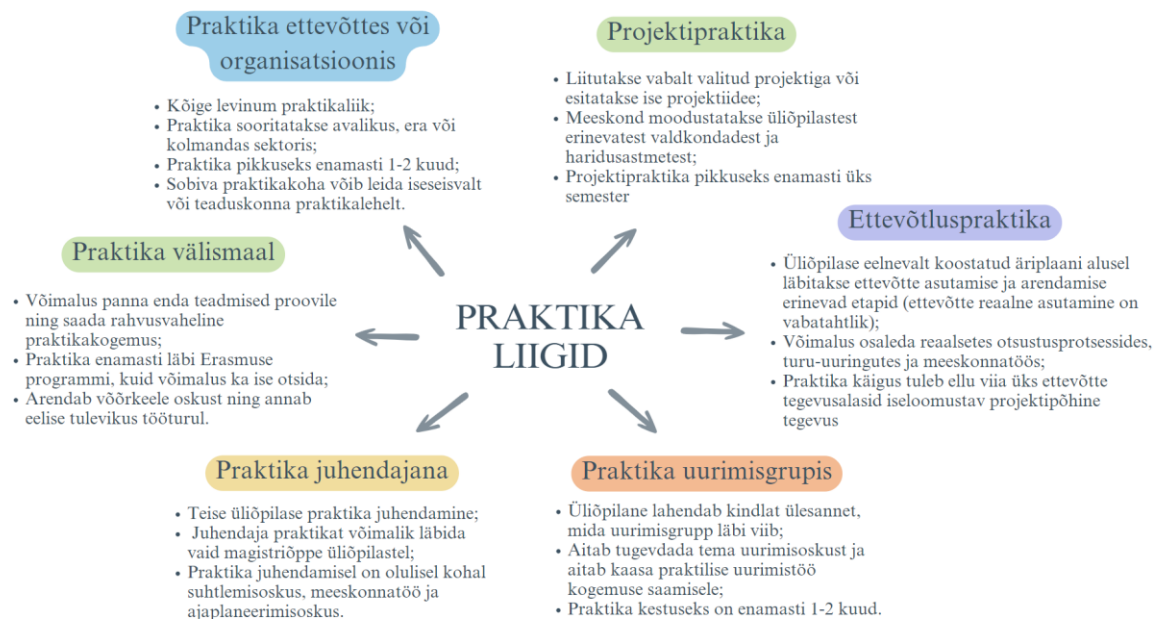 Praktika ettevõttes või
organisatsioonis
• Kõige levinum praktikaliik;
• Praktika sooritatakse avalikus, era või
kolmandas sektoris;
• Praktika pikkuseks enamasti 1-2 kuud;
• Sobiva praktikakoha võib leida iseseisvalt
või teaduskonna praktikalehelt.
Projektipraktika
• Liitutakse vabalt valitud projektiga või
esitatakse ise projektiidee;
• Meeskond moodustatakse üliõpilastest
erinevatest valdkondadest ja
haridusastmetest;
• Projektipraktika pikkuseks enamasti üks
semester
Praktika välismaal
• Võimalus panna enda teadmised proovile
ning saada rahvusvaheline
praktikakogemus;
• Praktika enamasti läbi Erasmuse
programmi, kuid võimalus ka ise otsida;
• Arendab võõrkeele oskust ning annab
eelise tulevikus tööturul.
PRAKTIKA
LIIGID
Ettevõtluspraktika
• Üliõpilase eelnevalt koostatud äriplaani alusel
läbitakse ettevõtte asutamise ja arendamise
erinevad etapid (ettevõtte reaalne asutamine on
vabatahtlik);
• Võimalus osaleda reaalsetes otsustusprotsessides,
turu-uuringutes ja meeskonnatöös;
• Praktika käigus tuleb ellu viia üks ettevõtte
tegevusalasid iseloomustav projektipõhine
tegevus
Praktika juhendajana
• Teise üliõpilase praktika juhendamine;
• Juhendaja praktikat võimalik läbida
vaid magistriõppe üliõpilastel;
• Praktika juhendamisel on olulisel kohal
suhtlemisoskus, meeskonnatöö ja
ajaplaneerimisoskus.
Praktika uurimisgrupis
• Üliõpilane lahendab kindlat ülesannet,
mida uurimisgrupp läbi viib;
• Aitab tugevdada tema uurimisoskust ja
aitab kaasa praktilise uurimistöö
kogemuse saamisele;
• Praktika kestuseks on enamasti 1-2 kuud.